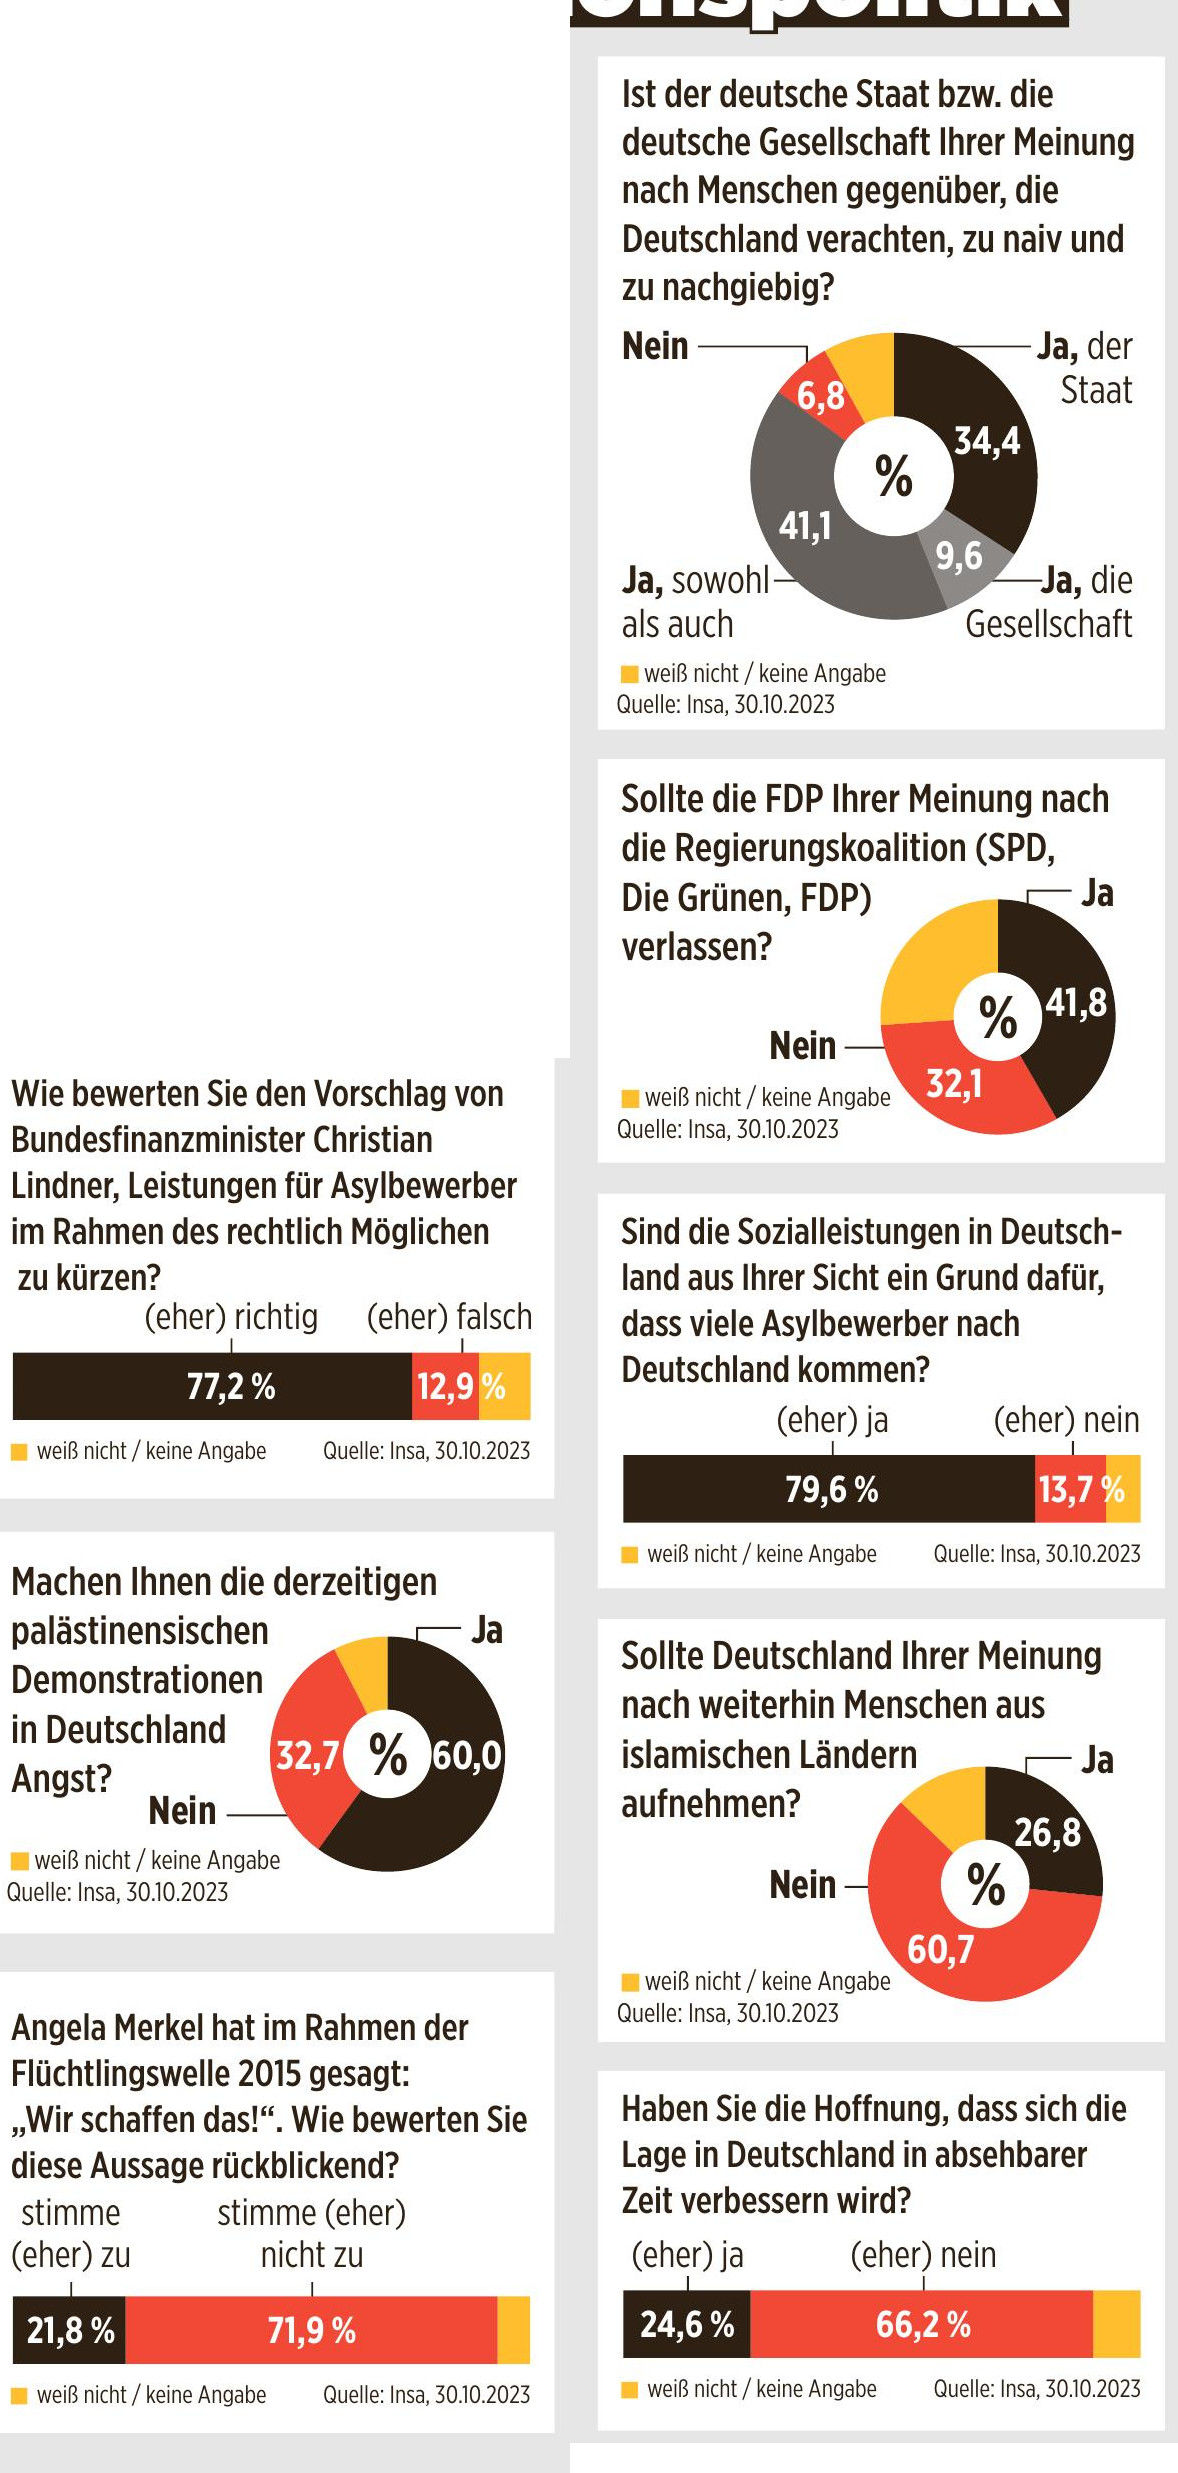 onspolitik
Wie bewerten Sie den Vorschlag von
Bundesfinanzminister Christian
Lindner, Leistungen für Asylbewerber
im Rahmen des rechtlich Möglichen
zu kürzen?
(eher) richtig (eher) falsch
77,2 % 12,9 %
weiß nicht / keine Angabe Quelle: Insa, 30.10.2023
Machen Ihnen die derzeitigen
palästinensischen
Demonstrationen
in Deutschland
Angst?
Ja
32,7 % 60,0
Nein
weiß nicht / keine Angabe
Quelle: Insa, 30.10.2023
Angela Merkel hat im Rahmen der
Flüchtlingswelle 2015 gesagt:
„Wir schaffen das!“. Wie bewerten Sie
diese Aussage rückblickend?
stimme stimme (eher)
(eher) zu nicht zu
21,8 % 71,9 %
weiß nicht / keine Angabe Quelle: Insa, 30.10.2023
Ist der deutsche Staat bzw. die
deutsche Gesellschaft Ihrer Meinung
nach Menschen gegenüber, die
Deutschland verachten, zu naiv und
zu nachgiebig?
Nein Ja, der
Staat
6,8
34,4
%
41,1
9,6
Ja, sowohl Ja, die
als auch Gesellschaft
weiß nicht / keine Angabe
Quelle: Insa, 30.10.2023
Sollte die FDP Ihrer Meinung nach
die Regierungskoalition (SPD,
Die Grünen, FDP)
verlassen?
Ja
% 41,8
Nein
32,1
weiß nicht / keine Angabe
Quelle: Insa, 30.10.2023
Sind die Sozialleistungen in Deutsch-
land aus Ihrer Sicht ein Grund dafür,
dass viele Asylbewerber nach
Deutschland kommen?
(eher) ja (eher) nein
79,6 % 13,7 %
weiß nicht / keine Angabe Quelle: Insa, 30.10.2023
Sollte Deutschland Ihrer Meinung
nach weiterhin Menschen aus
islamischen Ländern
aufnehmen?
Ja
26,8
Nein %
60,7
weiß nicht / keine Angabe
Quelle: Insa, 30.10.2023
Haben Sie die Hoffnung, dass sich die
Lage in Deutschland in absehbarer
Zeit verbessern wird?
(eher) ja (eher) nein
24,6 % 66,2 %
weiß nicht / keine Angabe Quelle: Insa, 30.10.2023